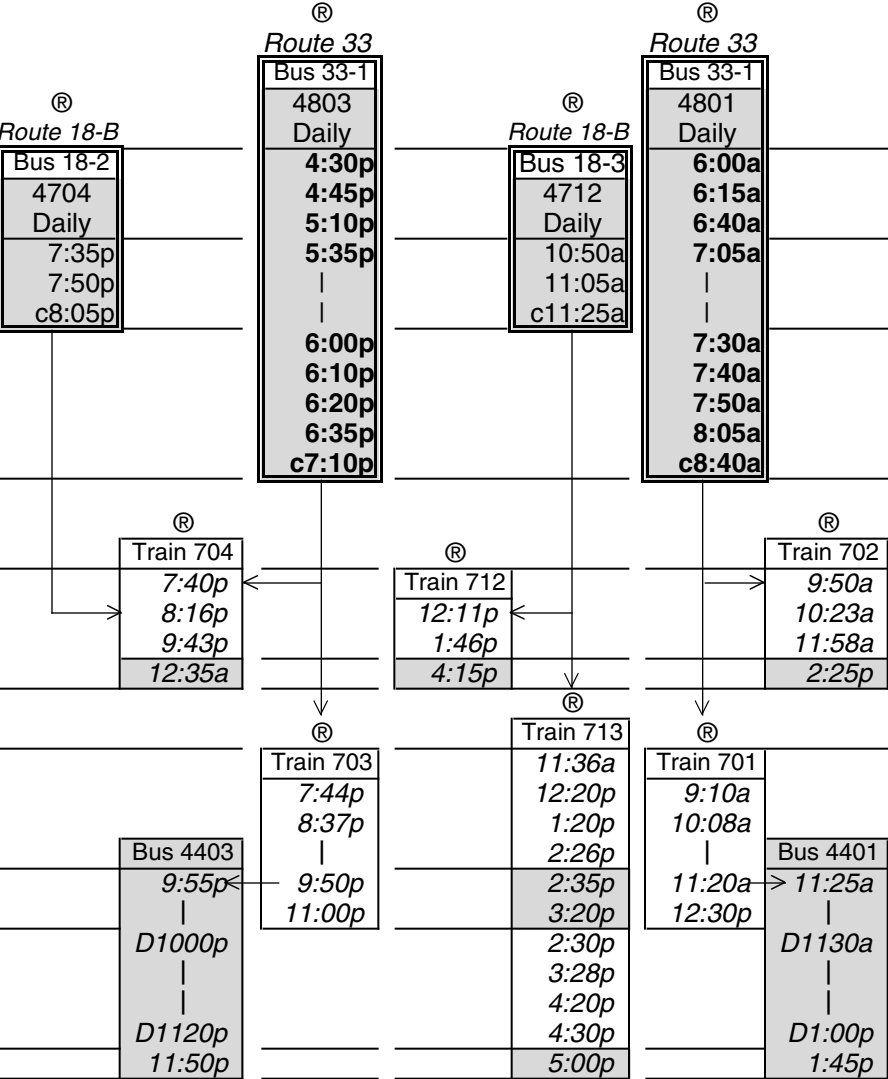 ®
Route 18-B
Bus 18-2
4704
Daily
7:35p
7:50p
c8:05p
®
Train 704
7:40p
8:16p
9:43p
12:35a
Bus 4403
9:55p
|
D1000p
|
|
D1120p
11:50p
®
Route 33
Bus 33-1
4803
Daily
4:30p
4:45p
5:10p
5:35p
|
|
6:00p
6:10p
6:20p
6:35p
c7:10p
®
Train 703
7:44p
8:37p
|
9:50p
11:00p
®
Train 712
12:11p
1:46p
4:15p
®
Route 18-B
Bus 18-3
4712
Daily
10:50a
11:05a
c11:25a
®
Train 713
11:36a
12:20p
1:20p
2:26p
2:35p
3:20p
2:30p
3:28p
4:20p
4:30p
5:00p
®
Route 33
Bus 33-1
4801
Daily
6:00a
6:15a
6:40a
7:05a
|
|
7:30a
7:40a
7:50a
8:05a
c8:40a
®
Train 701
9:10a
10:08a
|
11:20a
12:30p
®
Train 702
9:50a
10:23a
11:58a
2:25p
Bus 4401
11:25a
|
D1130a
|
|
D1:00p
1:45p